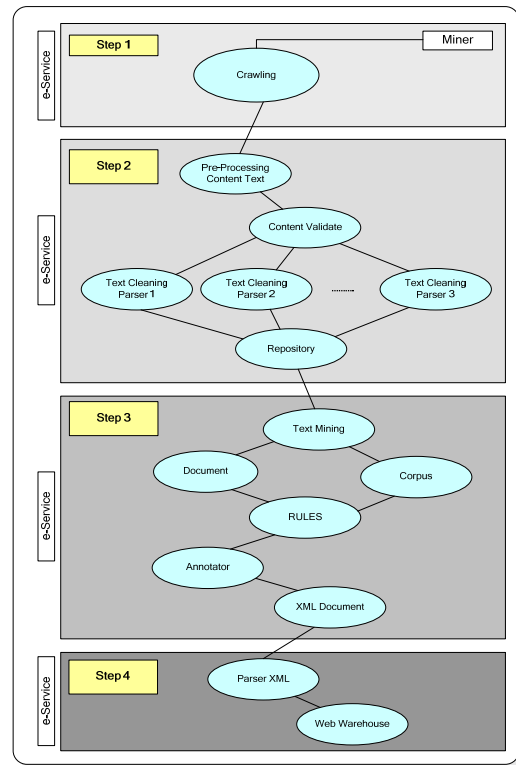 e-Service
Step 1
Miner
Crawling
e-Service
Step 2
Pre-Processing
Content Text
Content Validate
Text Cleaning
Parser 1
Text Cleaning
Parser 2
..........
Text Cleaning
Parser 3
Repository
e-Service
Step 3
Text Mining
Document
Corpus
RULES
Annotator
XML Document
e-Service
Step 4
Parser XML
Web Warehouse